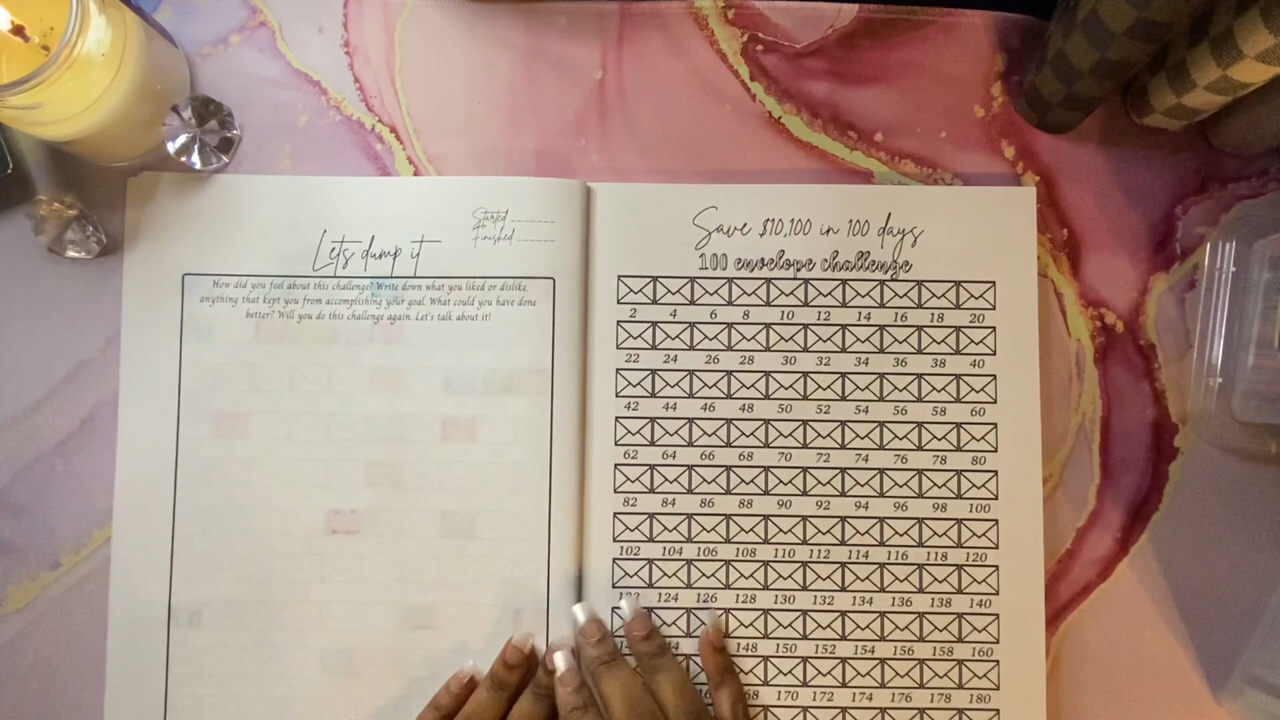 Started ______
Finished ______
Lets dump it
How did you feel about this challenge? Write down what you liked or dislike,
anything that kept you from accomplishing your goal. What could you have done
better? Will you do this challenge again. Let's talk about it!
Save $10,100 in 100 days
100 envelope challenge
2 4 6 8 10 12 14 16 18 20
22 24 26 28 30 32 34 36 38 40
42 44 46 48 50 52 54 56 58 60
62 64 66 68 70 72 74 76 78 80
82 84 86 88 90 92 94 96 98 100
102 104 106 108 110 112 114 116 118 120
124 126 128 130 132 134 136 138 140
148 150 152 154 156 158 160
170 172 174 176 178 180